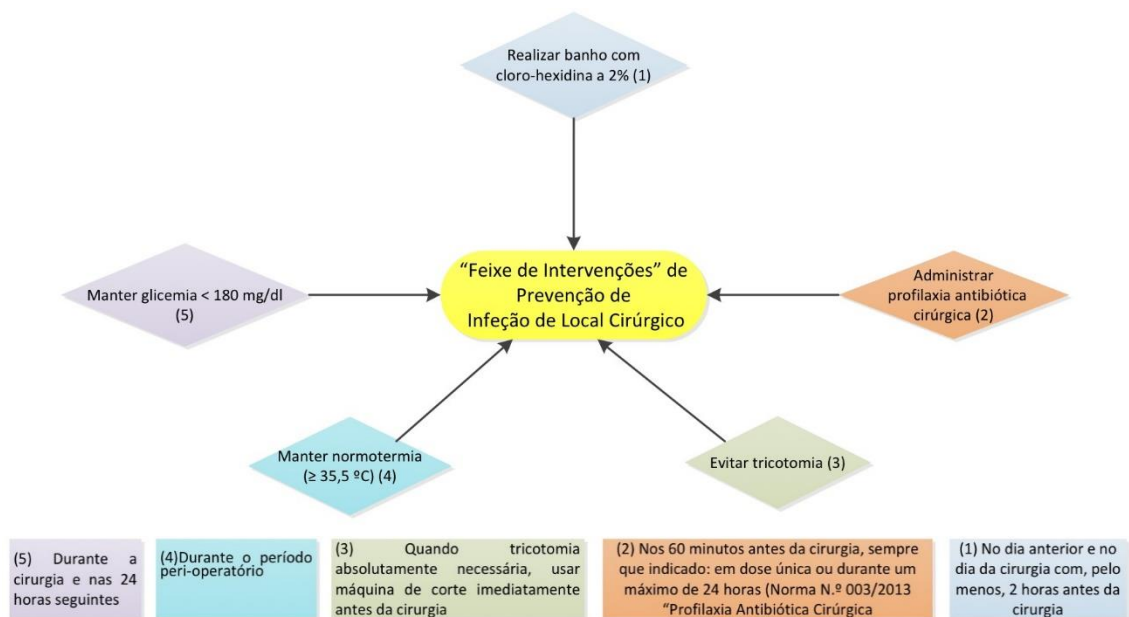 Realizar banho com
cloro-hexidina a 2% (1)
Manter glicemia < 180 mg/dl
(5)
“Feixe de Intervenções” de
Prevenção de
Infeção de Local Cirúrgico
Administrar
profilaxia antibiótica
cirúrgica (2)
Manter normotermia
(≥ 35,5 ºC) (4)
Evitar tricotomia (3)
(5) Durante a
cirurgia e nas 24
horas seguintes
(4)Durante o período
peri-operatório
(3) Quando tricotomia
absolutamente necessária, usar
máquina de corte imediatamente
antes da cirurgia
(2) Nos 60 minutos antes da cirurgia, sempre
que indicado: em dose única ou durante um
máximo de 24 horas (Norma N.º 003/2013
“Profilaxia Antibiótica Cirúrgica
(1) No dia anterior e no
dia da cirurgia com, pelo
menos, 2 horas antes da
cirurgia